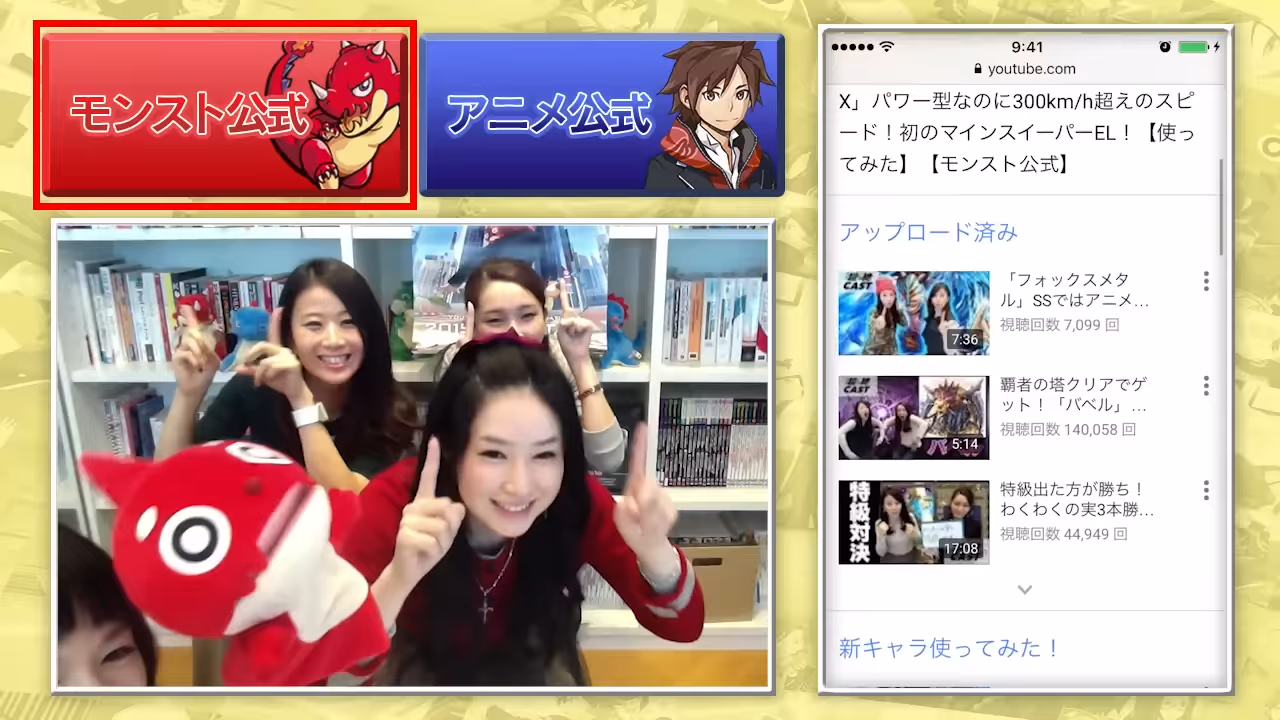 モンスト公式
アニメ公式
9:41
youtube.com
X」パワー型なのに300km/h超えのスピ
ード！初のマインスイーパーEL！【使っ
てみた】【モンスト公式】
アップロード済み
CAST
7:36
「フォックスメタ
ル」SSではアニメ…
視聴回数 7,099 回
CAST
5:14
覇者の塔クリアでゲ
ット！「バベル」…
視聴回数 140,058 回
特級対決
17:08
特級出た方が勝ち！
わくわくの実3本勝…
視聴回数 44,949 回
新キャラ使ってみた！